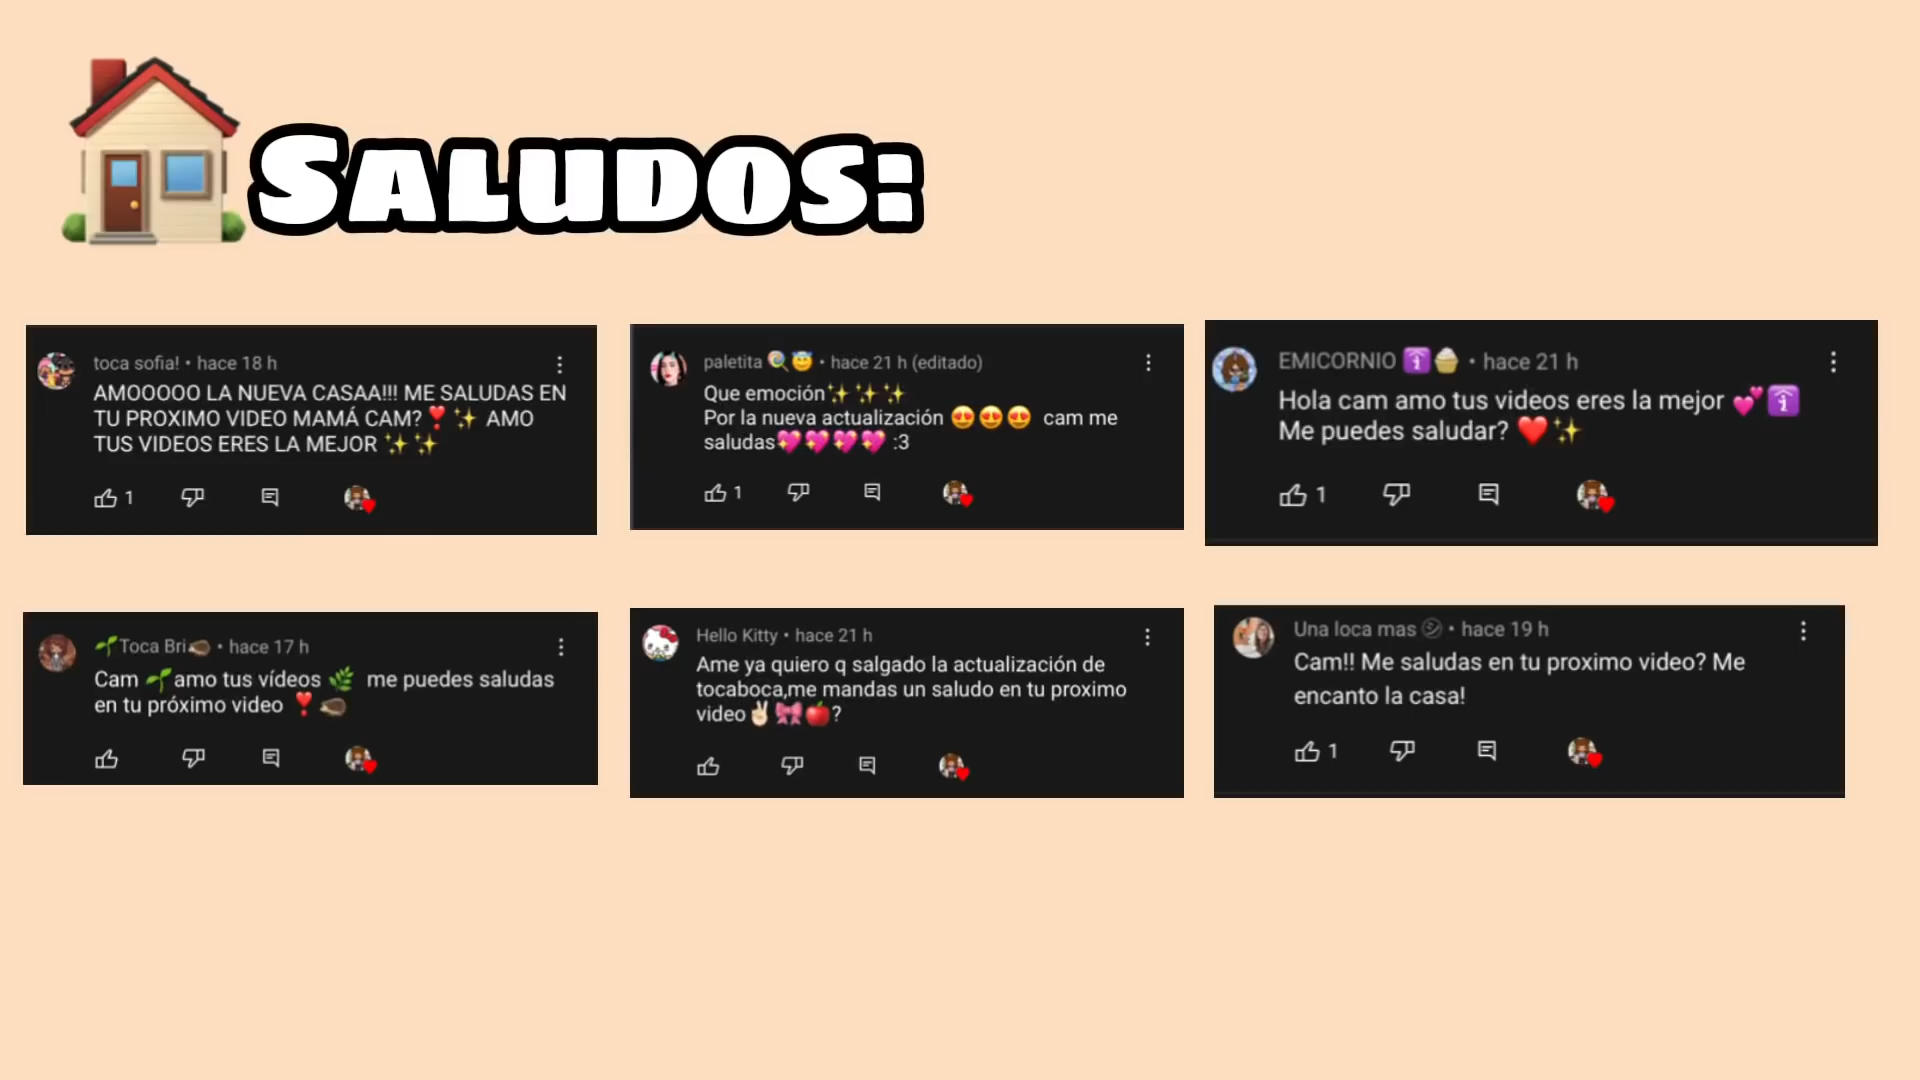 SALUDOS:
toca sofia! • hace 18 h
AMOOOOO LA NUEVA CASAA!!! ME SALUDAS EN
TU PROXIMO VIDEO MAMÁ CAM?❣️✨ AMO
TUS VIDEOS ERES LA MEJOR ✨✨
1
paletita 🍭😇 • hace 21 h (editado)
Que emoción✨✨✨
Por la nueva actualización 😍😍😍 cam me
saludas💖💖💖💖 :3
1
EMICORNIO 🛐🧁 • hace 21 h
Hola cam amo tus videos eres la mejor 💕🛐
Me puedes saludar? ❤️✨
1
🌱Toca Bri🌰 • hace 17 h
Cam 🌱amo tus vídeos 🌿 me puedes saludas
en tu próximo video ❣️🌰
Hello Kitty • hace 21 h
Ame ya quiero q salgado la actualización de
tocaboca,me mandas un saludo en tu proximo
video✌🏻🎀🍎?
Una loca mas • hace 19 h
Cam!! Me saludas en tu proximo video? Me
encanto la casa!
1